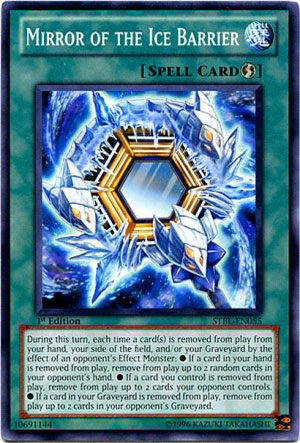 MIRROR OF THE ICE BARRIER 魔
[SPELL CARD]
1st Edition
STBL-EN055
During this turn, each time a card(s) is removed from play from
your hand, your side of the field, and/or your Graveyard by the
effect of an opponent's Effect Monster: ● If a card in your hand
is removed from play, remove from play up to 2 random cards in
your opponent's hand. ● If a card you control was removed from
play, remove from play up to 2 cards your opponent controls.
● If a card in your Graveyard was removed from play, remove from
play up to 2 cards in your opponent's Graveyard.
10691144
©1996 KAZUKI TAKAHASHI